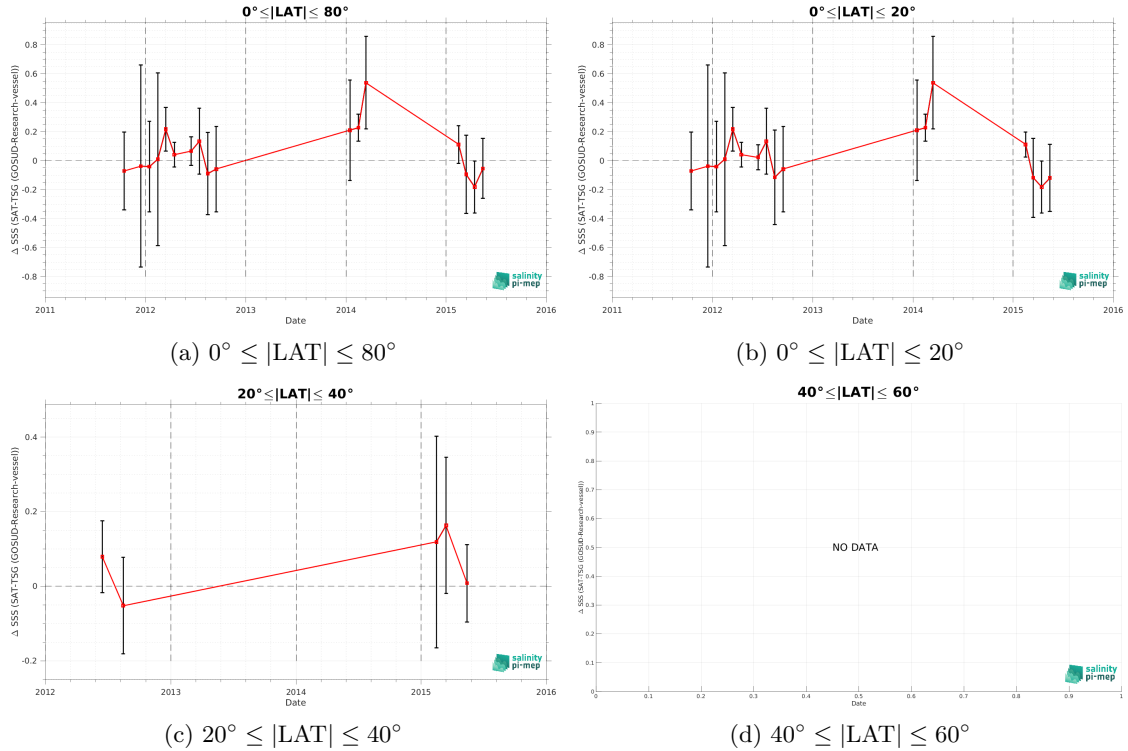 0°≤|LAT|≤ 80°
Δ SSS (SAT-TSG (GOSUD-Research-vessel))
0.8
0.6
0.4
0.2
0
-0.2
-0.4
-0.6
-0.8
salinity
pi-mep
2011 2012 2013 2014 2015 2016
Date
(a) 0° ≤ |LAT| ≤ 80°
0°≤|LAT|≤ 20°
Δ SSS (SAT-TSG (GOSUD-Research-vessel))
0.8
0.6
0.4
0.2
0
-0.2
-0.4
-0.6
-0.8
salinity
pi-mep
2011 2012 2013 2014 2015 2016
Date
(b) 0° ≤ |LAT| ≤ 20°
20°≤|LAT|≤ 40°
Δ SSS (SAT-TSG (GOSUD-Research-vessel))
0.4
0.2
0
-0.2
salinity
pi-mep
2012 2013 2014 2015 2016
Date
(c) 20° ≤ |LAT| ≤ 40°
40°≤|LAT|≤ 60°
Δ SSS (SAT-TSG (GOSUD-Research-vessel))
1
0.9
0.8
0.7
0.6
0.5
0.4
0.3
0.2
0.1
0
NO DATA
salinity
pi-mep
0 0.1 0.2 0.3 0.4 0.5 0.6 0.7 0.8 0.9 1
Date
(d) 40° ≤ |LAT| ≤ 60°